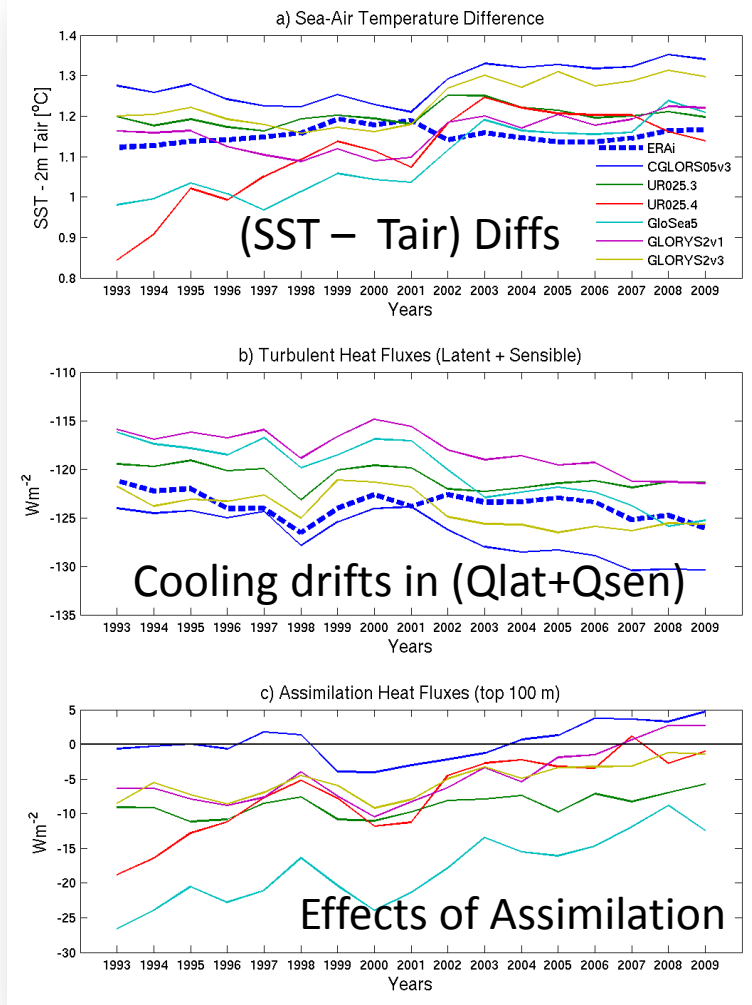 a) Sea-Air Temperature Difference
1.4
1.3
1.2
1.1
1
0.9
0.8
SST - 2m Tair [°C]
ERAi
CGLORS05v3
UR025.3
UR025.4
GloSea5
GLORYS2v1
GLORYS2v3
(SST – Tair) Diffs
1993 1994 1995 1996 1997 1998 1999 2000 2001 2002 2003 2004 2005 2006 2007 2008 2009
Years
b) Turbulent Heat Fluxes (Latent + Sensible)
-110
-115
-120
-125
-130
-135
Wm-2
Cooling drifts in (Qlat+Qsen)
1993 1994 1995 1996 1997 1998 1999 2000 2001 2002 2003 2004 2005 2006 2007 2008 2009
Years
c) Assimilation Heat Fluxes (top 100 m)
5
0
-5
-10
-15
-20
-25
-30
Wm-2
Effects of Assimilation
1993 1994 1995 1996 1997 1998 1999 2000 2001 2002 2003 2004 2005 2006 2007 2008 2009
Years